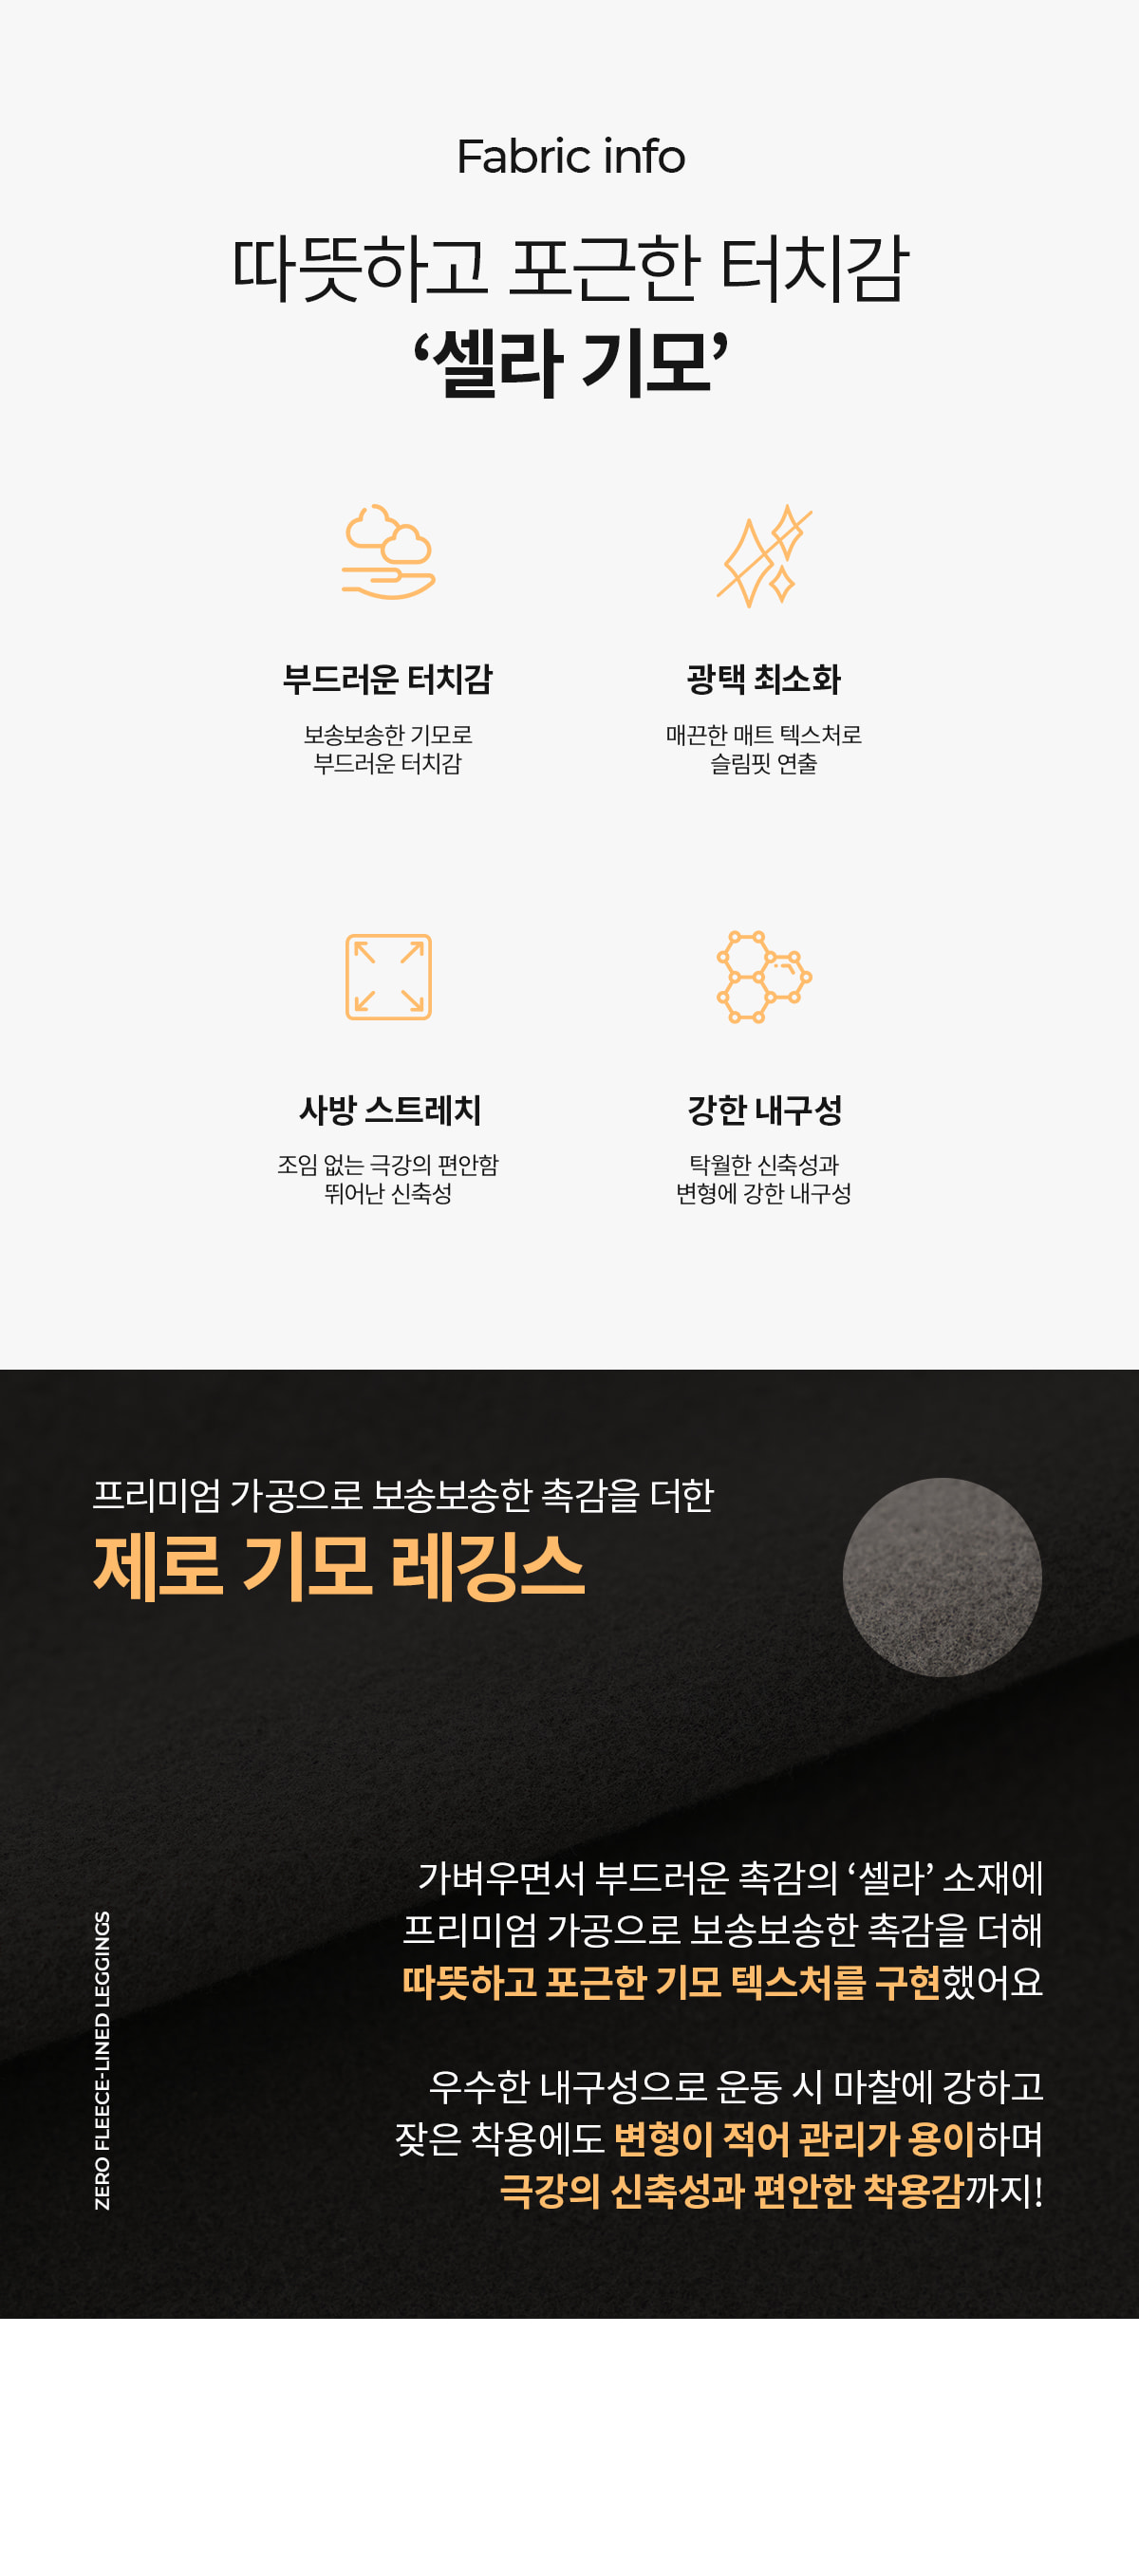 Fabric info
따뜻하고 포근한 터치감
‘셀라 기모’
부드러운 터치감
보송보송한 기모로
부드러운 터치감
광택 최소화
매끈한 매트 텍스처로
슬림핏 연출
사방 스트레치
조임 없는 극강의 편안함
뛰어난 신축성
강한 내구성
탁월한 신축성과
변형에 강한 내구성
프리미엄 가공으로 보송보송한 촉감을 더한
제로 기모 레깅스
가벼우면서 부드러운 촉감의 ‘셀라’ 소재에
프리미엄 가공으로 보송보송한 촉감을 더해
따뜻하고 포근한 기모 텍스처를 구현했어요
우수한 내구성으로 운동 시 마찰에 강하고
잦은 착용에도 변형이 적어 관리가 용이하며
극강의 신축성과 편안한 착용감까지!
ZERO FLEECE-LINED LEGGINGS